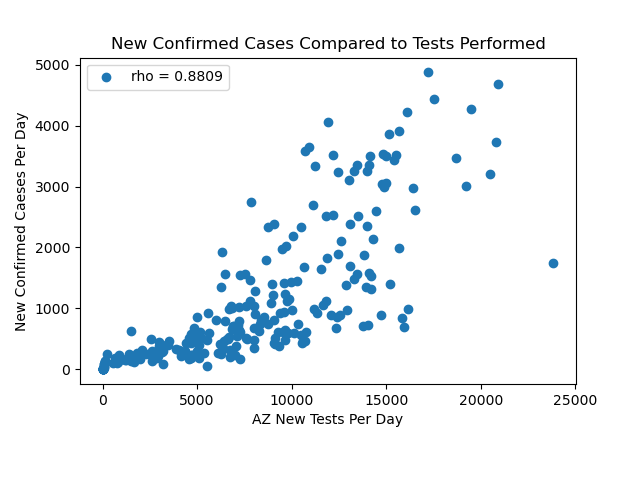 New Confirmed Cases Compared to Tests Performed
rho = 0.8809
New Confirmed Caeses Per Day
5000
4000
3000
2000
1000
0
0 5000 10000 15000 20000 25000
AZ New Tests Per Day